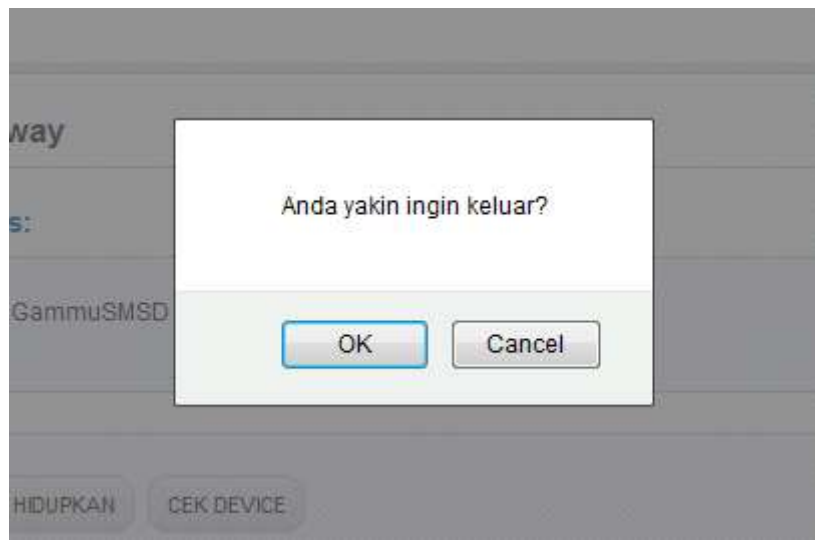 way
Anda yakin ingin keluar?
s:
GammuSMSD
OK
Cancel
HIDUPKAN
CEK DEVICE